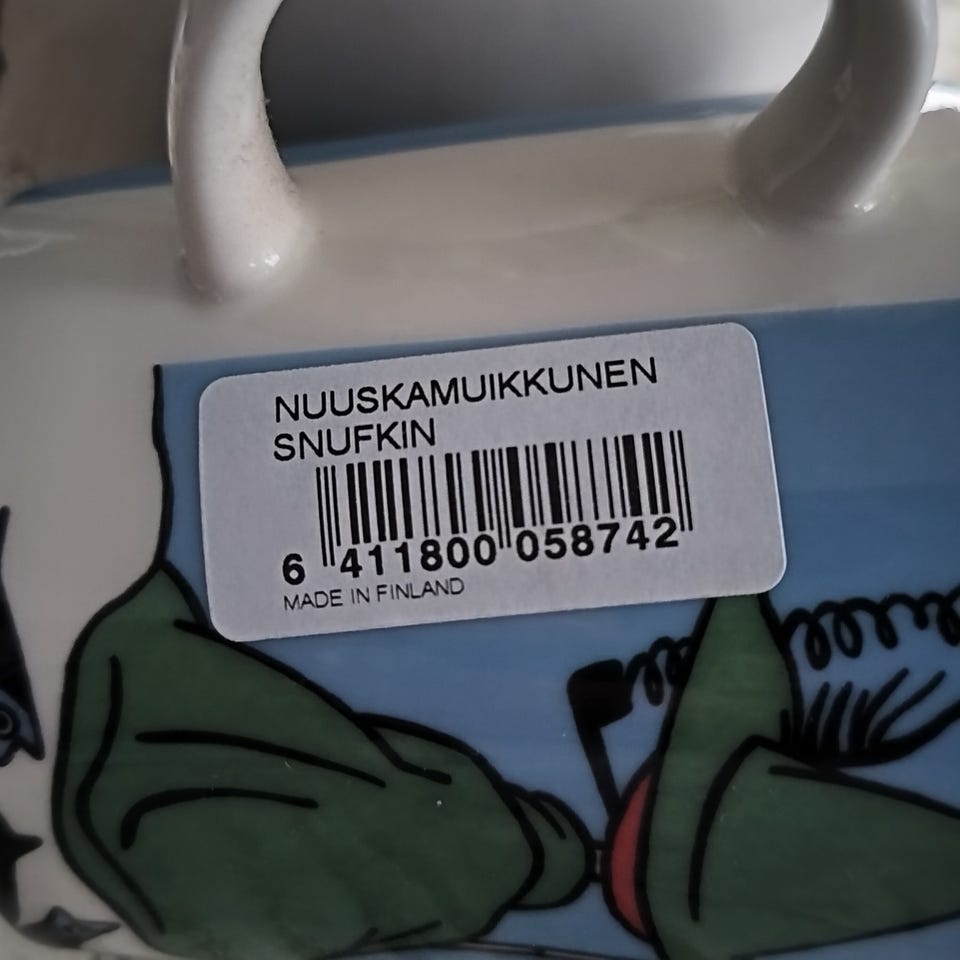 NUUSKAMUIKKUNEN
SNUFKIN
6 411800 058742
MADE IN FINLAND